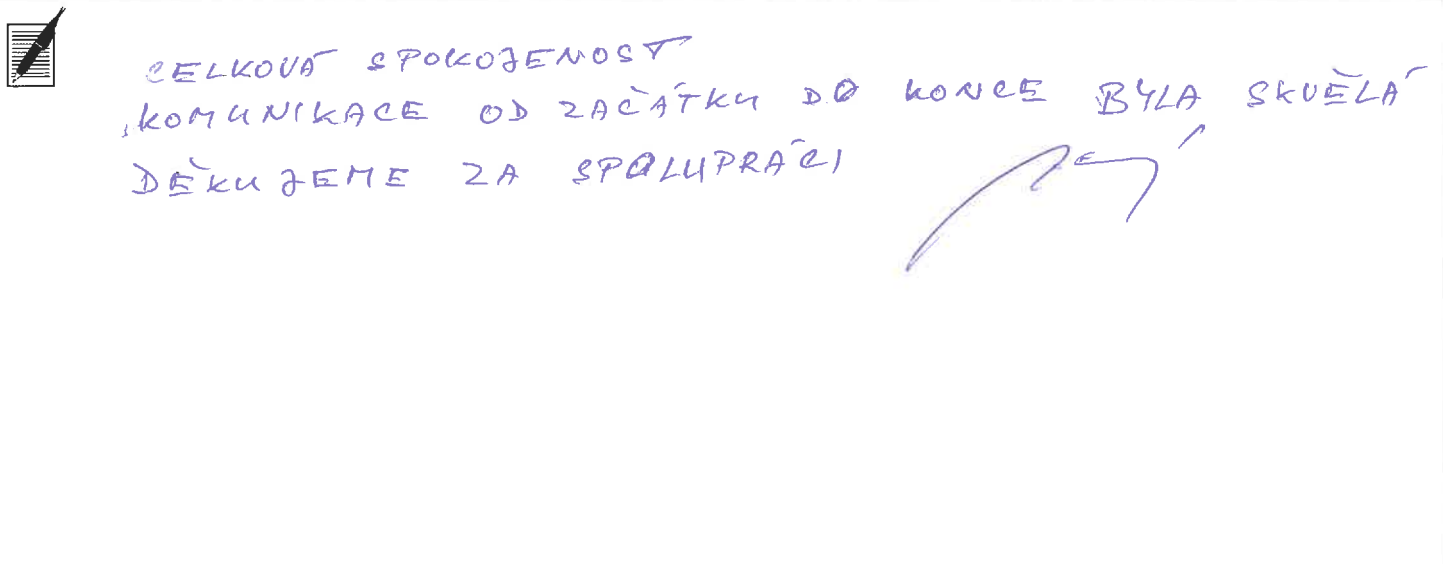 CELKOVÁ SPOKOJENOST
KOMUNIKACE OD ZAČÁTKU DO KONCE BYLA SKVĚLÁ
DĚKUJEME ZA SPOLUPRÁCI